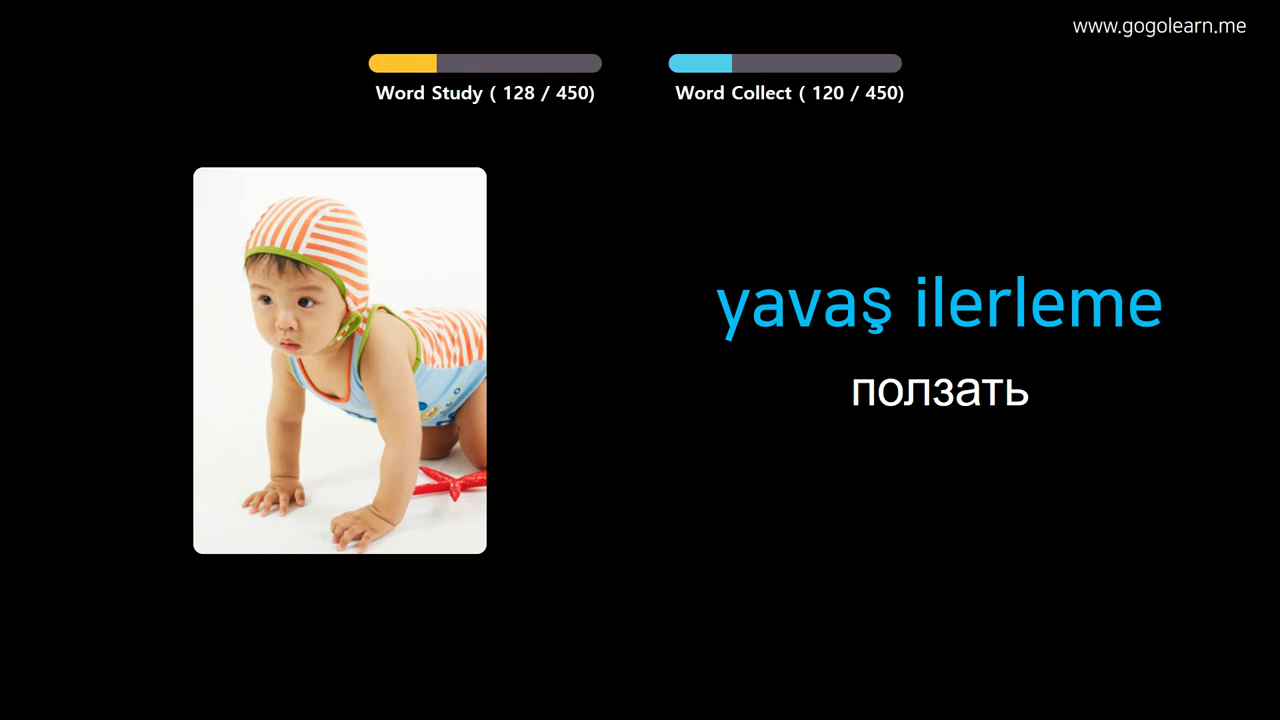 www.gogolearn.me
Word Study ( 128 / 450)
Word Collect ( 120 / 450)
yavaş ilerleme
ползать